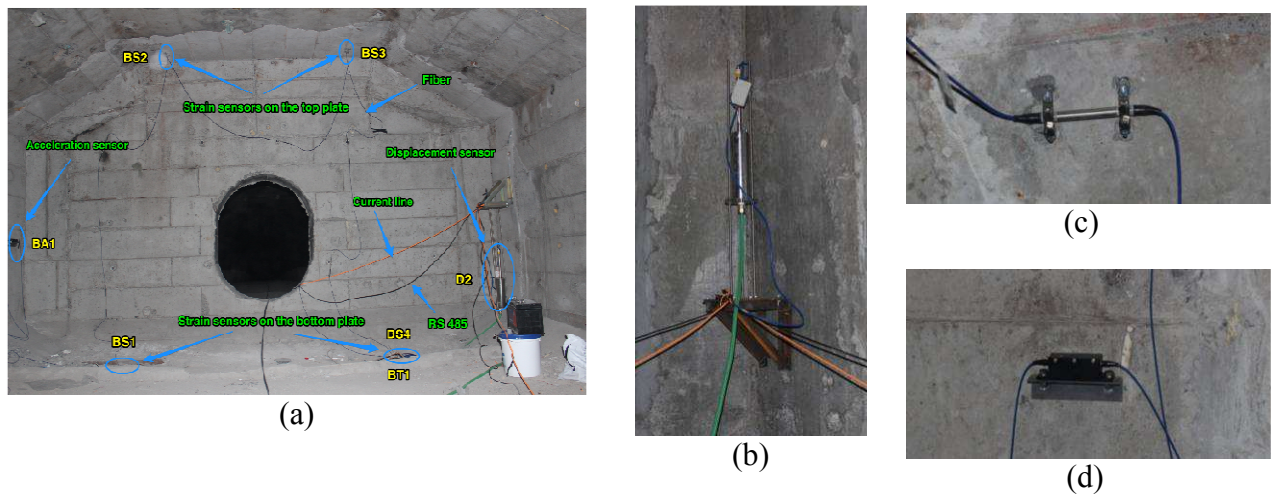 BS2
BS3
Fiber
Strain sensors on the top plate
Acceleration sensor
Displacement sensor
Current line
BA1
D2
Strain sensors on the bottom plate
RS 485
BS1
DS4
BT1
(a)
(b)
(c)
(d)